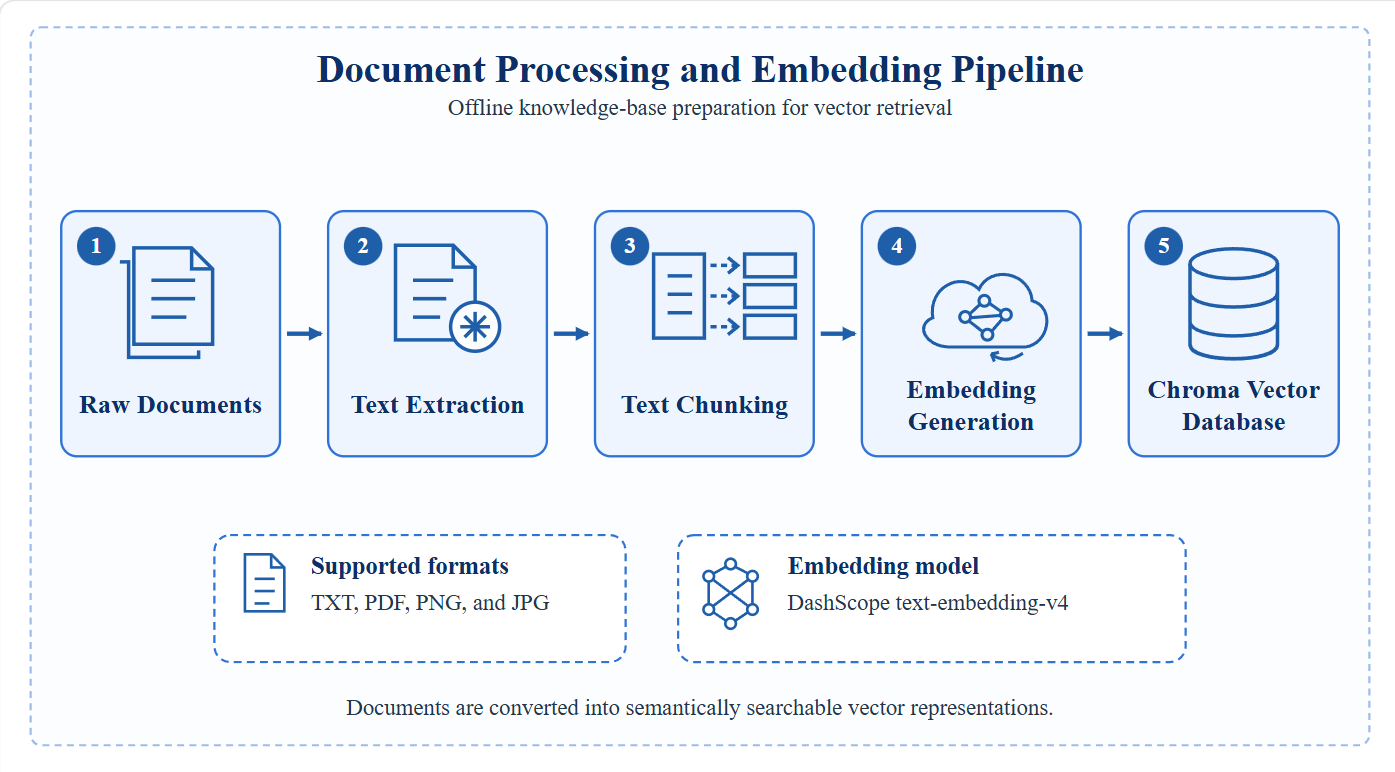 Document Processing and Embedding Pipeline
Offline knowledge-base preparation for vector retrieval
1
Raw Documents
2
Text Extraction
3
Text Chunking
4
Embedding
Generation
5
Chroma Vector
Database
Supported formats
TXT, PDF, PNG, and JPG
Embedding model
DashScope text-embedding-v4
Documents are converted into semantically searchable vector representations.